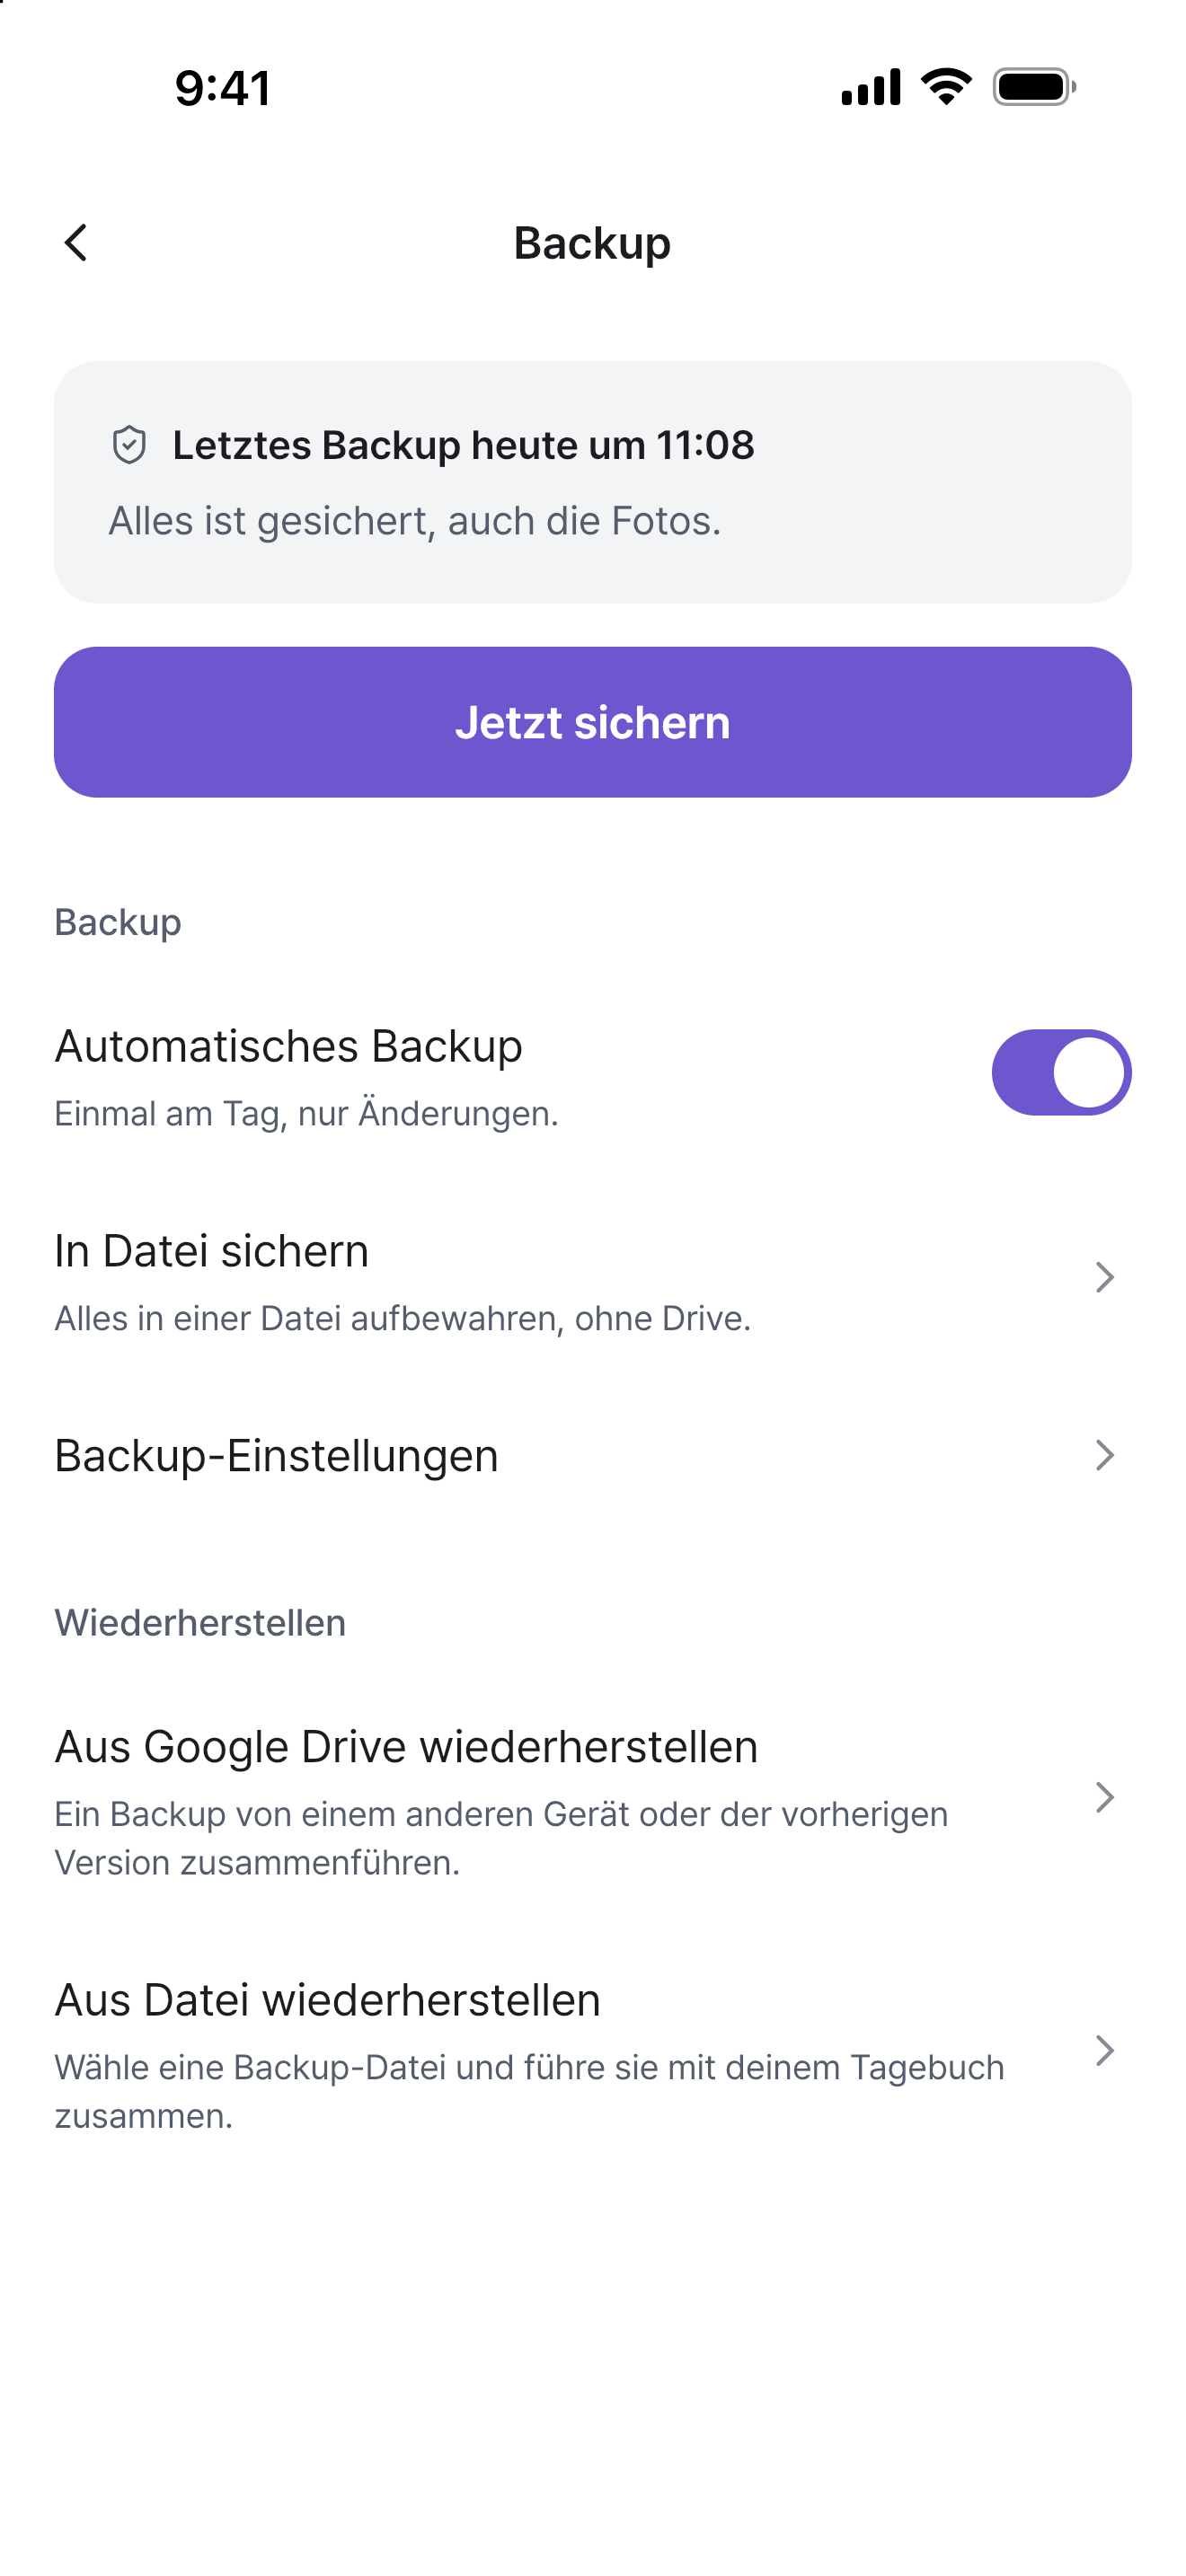 9:41
Backup
Letztes Backup heute um 11:08
Alles ist gesichert, auch die Fotos.
Jetzt sichern
Backup
Automatisches Backup
Einmal am Tag, nur Änderungen.
In Datei sichern
Alles in einer Datei aufbewahren, ohne Drive.
Backup-Einstellungen
Wiederherstellen
Aus Google Drive wiederherstellen
Ein Backup von einem anderen Gerät oder der vorherigen
Version zusammenführen.
Aus Datei wiederherstellen
Wähle eine Backup-Datei und führe sie mit deinem Tagebuch
zusammen.